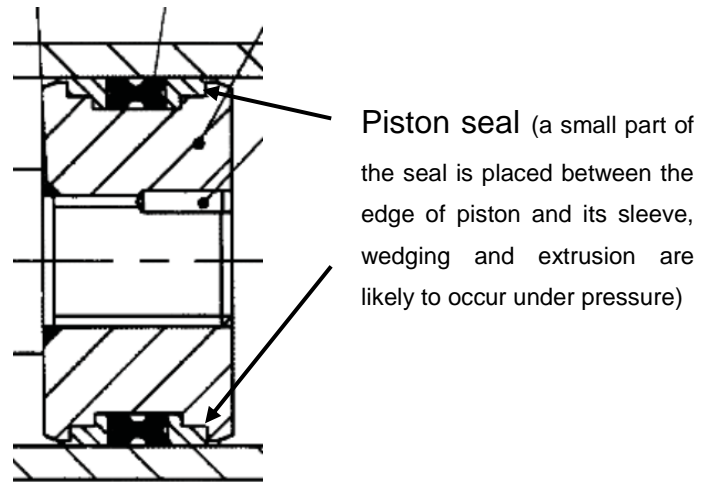 Piston seal (a small part of
the seal is placed between the
edge of piston and its sleeve,
wedging and extrusion are
likely to occur under pressure)